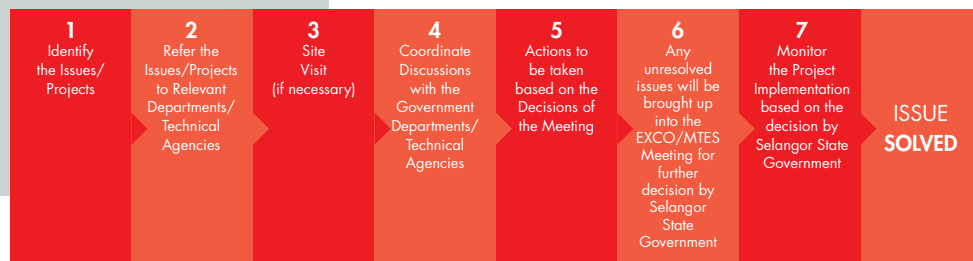 1
Identify
the Issues/
Projects
2
Refer the
Issues/Projects
to Relevant
Departments/
Technical
Agencies
3
Site
Visit
(if necessary)
4
Coordinate
Discussions
with the
Government
Departments/
Technical
Agencies
5
Actions to
be taken
based on the
Decisions of
the Meeting
6
Any
unresolved
issues will be
brought up
into the
EXCO/MTES
Meeting for
further
decision by
Selangor
State
Government
7
Monitor
the Project
Implementation
based on the
decision by
Selangor State
Government
ISSUE
SOLVED